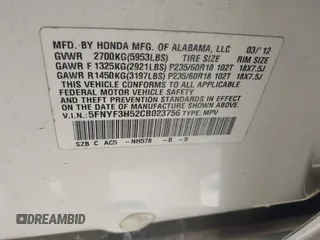 MFD. BY HONDA MFG. OF ALABAMA, LLC 03/'12
GVWR 2700KG(5953LBS) TIRE SIZE RIM SIZE
GAWR F 1325KG(2921LBS) P235/60R18 102T 18X7.5J
GAWR R1450KG(3197LBS) P235/60R18 102T 18X7.5J
THIS VEHICLE CONFORMS TO ALL APPLICABLE
FEDERAL MOTOR VEHICLE SAFETY AND
THEFT PREVENTION STANDARDS IN EFFECT ON
THE DATE OF MANUFACTURE SHOWN ABOVE.
V.I.N.: 5FNYF3H52CB023756 TYPE: MPV
SZB C AC5 -NH578 -B -B
DREAMBID